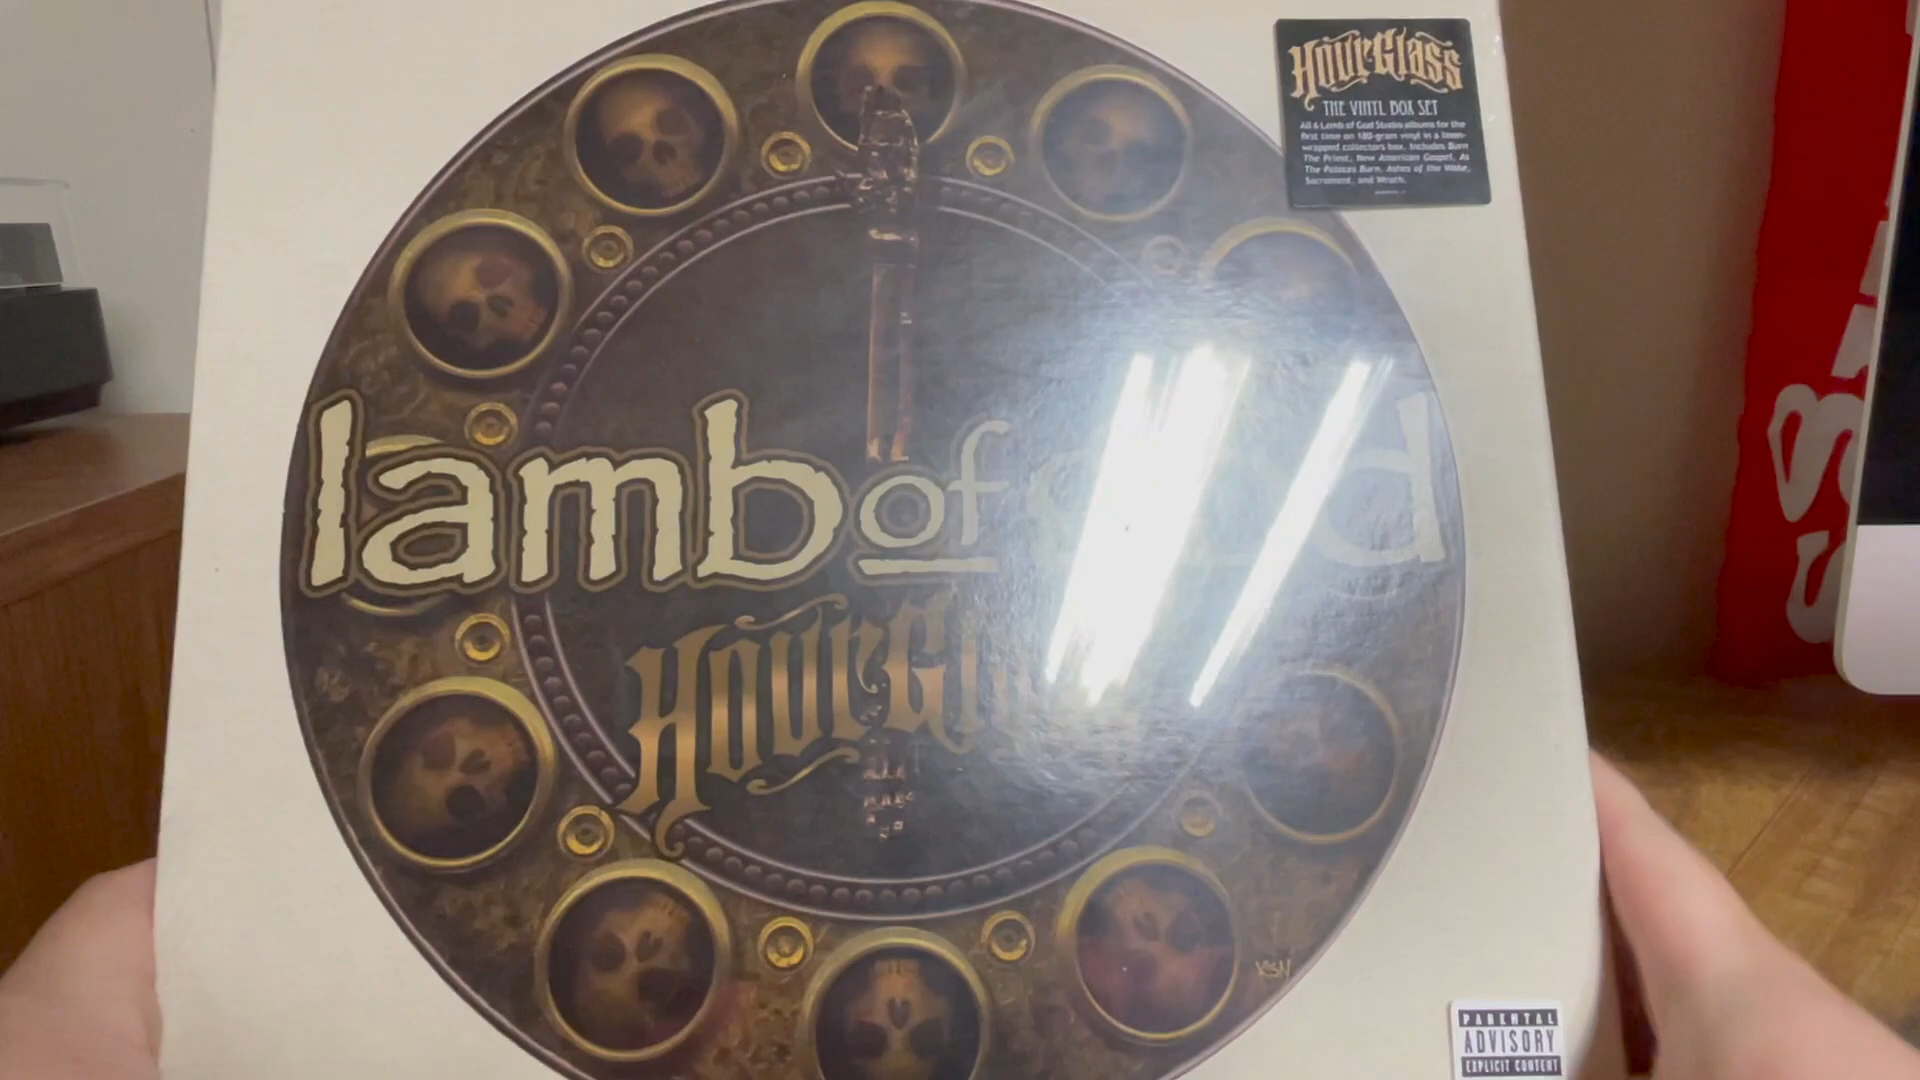 HourGlass
THE VINYL BOX SET
All 6 Lamb of God Studio albums for the
first time on 180-gram vinyl in a linen-
wrapped collectors box. Includes Burn
The Priest, New American Gospel, As
The Palaces Burn, Ashes of the Wake,
Sacrament, and Wrath.
lamb of d
HourGl
KSN
PARENTAL
ADVISORY
EXPLICIT CONTENT